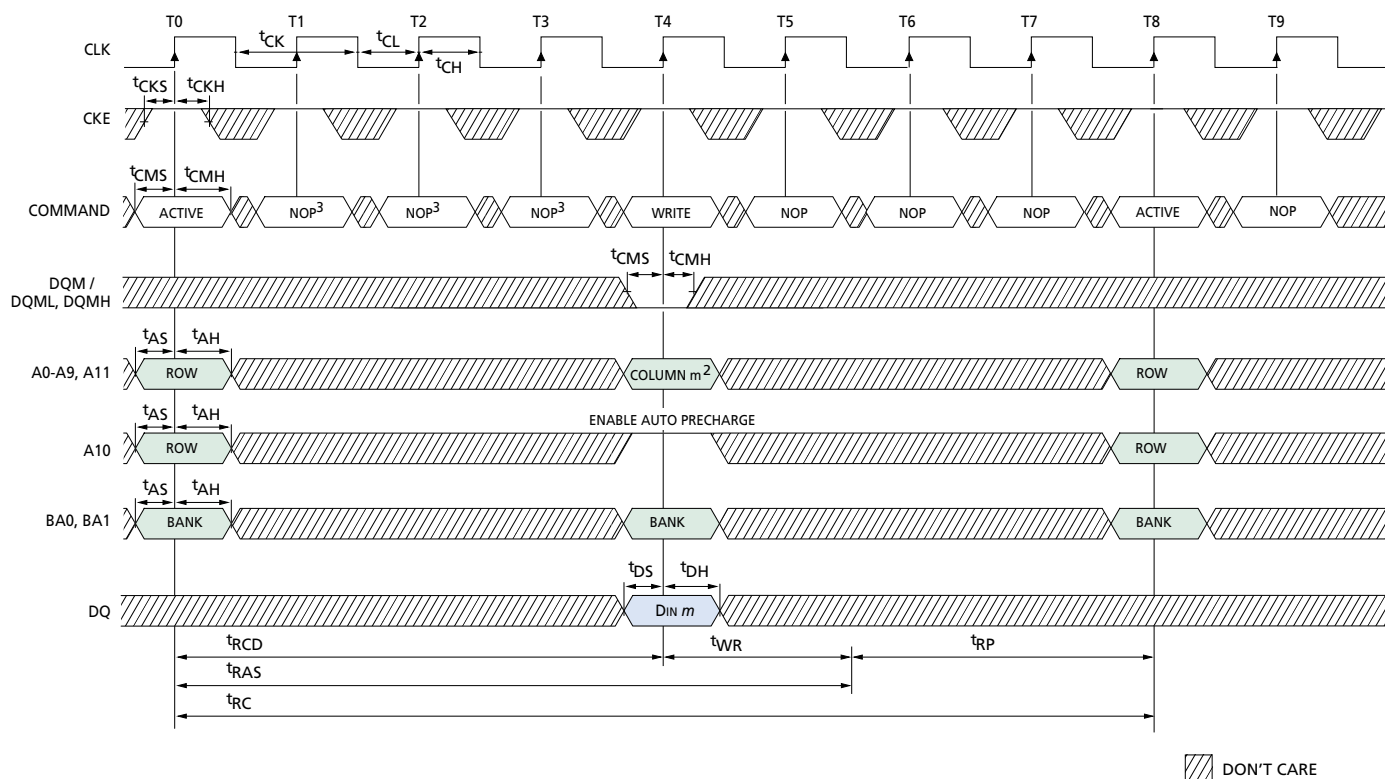 T0 T1 T2 T3 T4 T5 T6 T7 T8 T9
CLK tCK tCL tCH
tCKS tCKH
CKE
tCMS tCMH
COMMAND ACTIVE NOP3 NOP3 NOP3 WRITE NOP NOP NOP ACTIVE NOP
tCMS tCMH
DQM /
DQML, DQMH
tAS tAH
A0-A9, A11 ROW COLUMN m2 ROW
tAS tAH ENABLE AUTO PRECHARGE
A10 ROW ROW
tAS tAH
BA0, BA1 BANK BANK BANK
tDS tDH
DQ DIN m
tRCD tWR tRP
tRAS
tRC
DON'T CARE